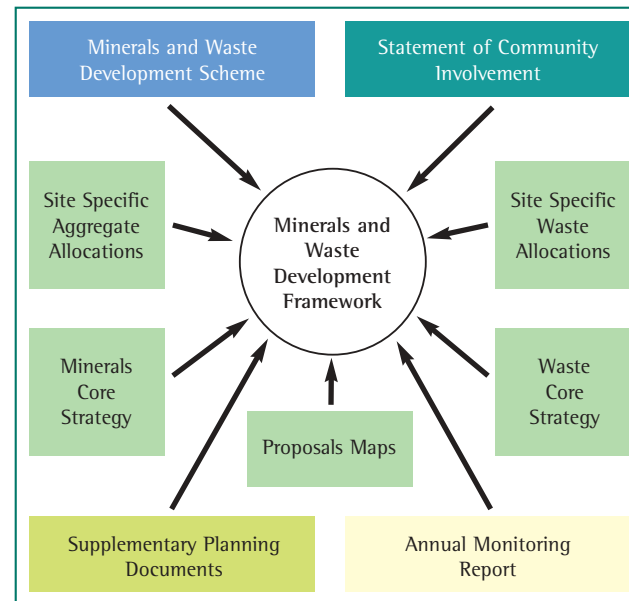 Minerals and Waste
Development Scheme
Statement of Community
Involvement
Site Specific
Aggregate
Allocations
Minerals and
Waste
Development
Framework
Site Specific
Waste
Allocations
Minerals
Core
Strategy
Proposals Maps
Waste
Core
Strategy
Supplementary Planning
Documents
Annual Monitoring
Report